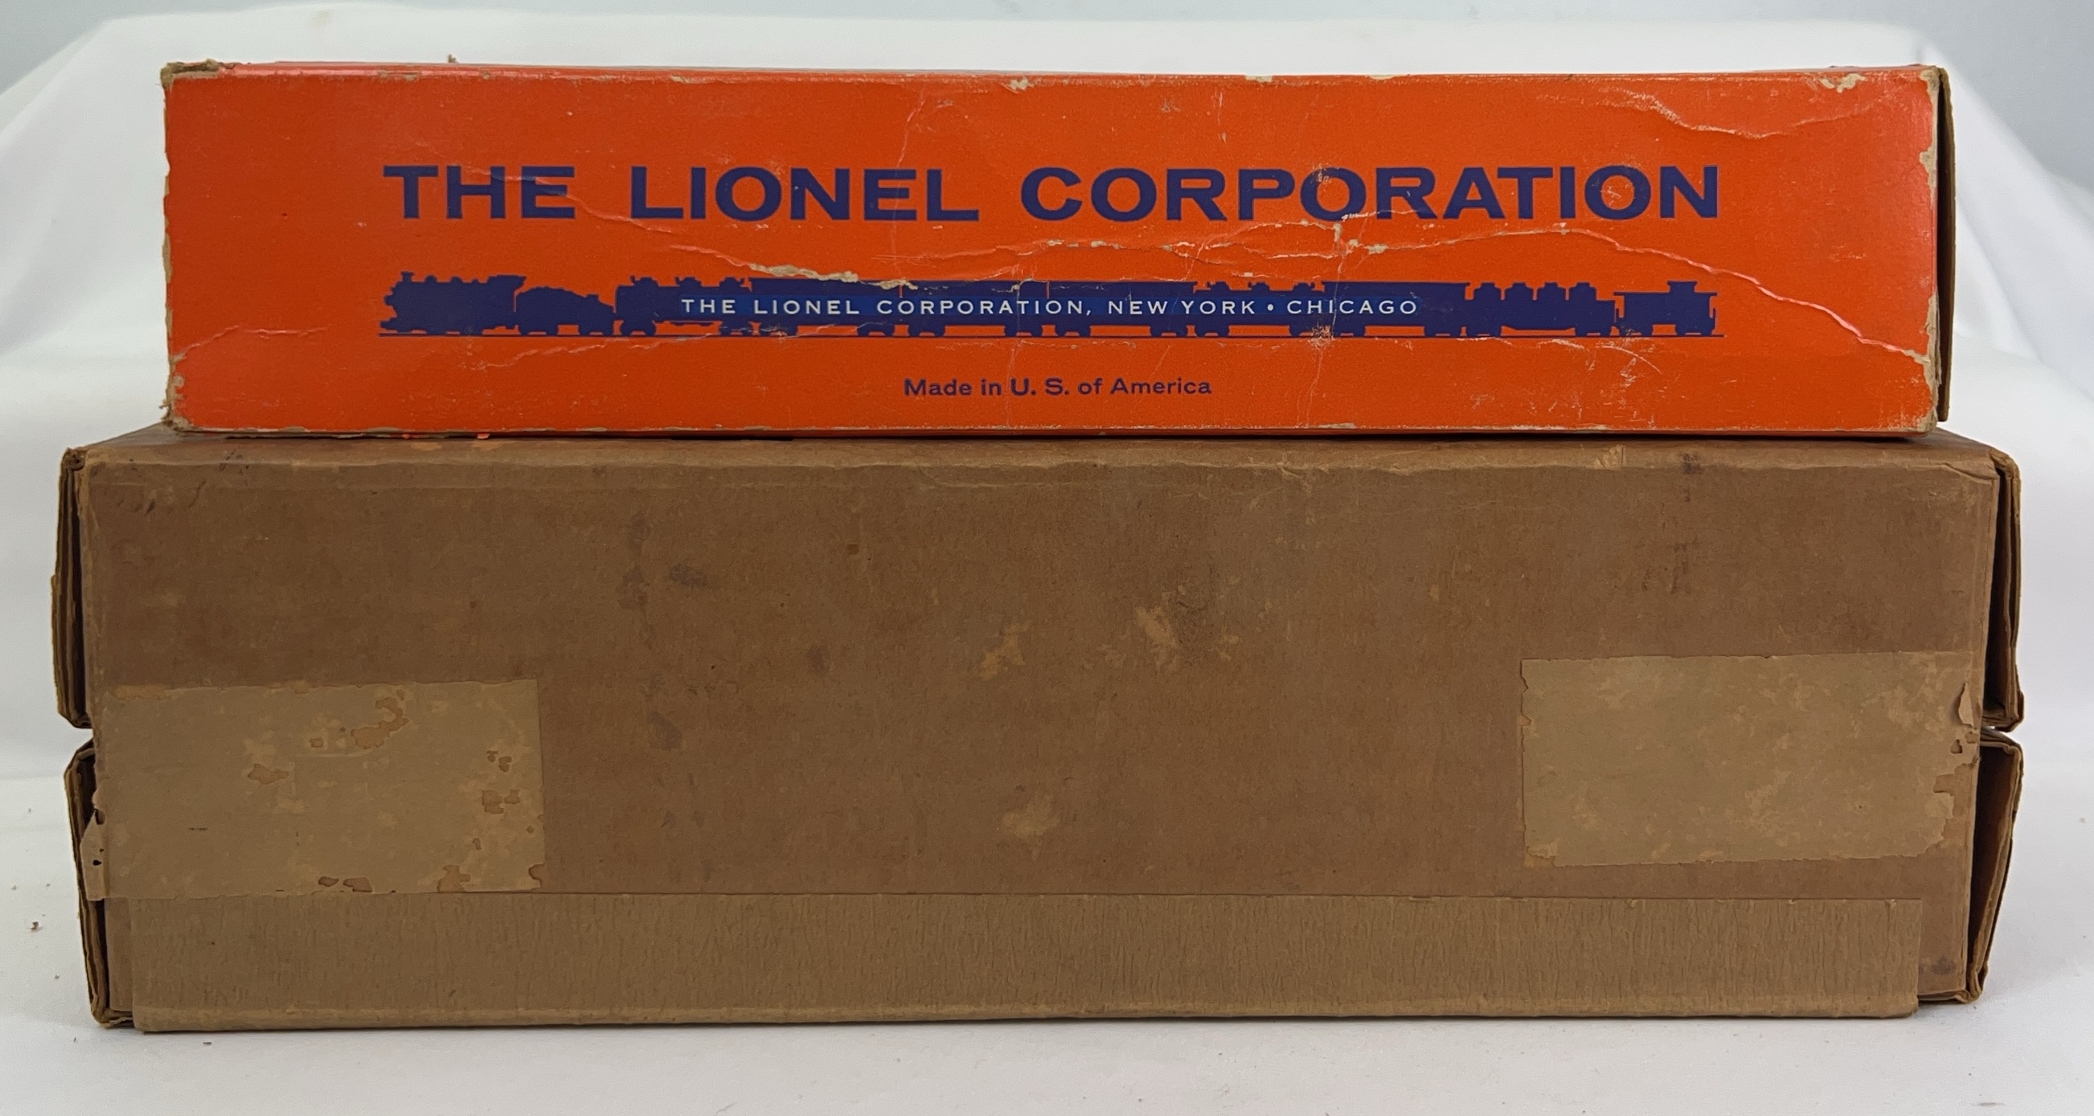 THE LIONEL CORPORATION
THE LIONEL CORPORATION, NEW YORK • CHICAGO
Made in U. S. of America